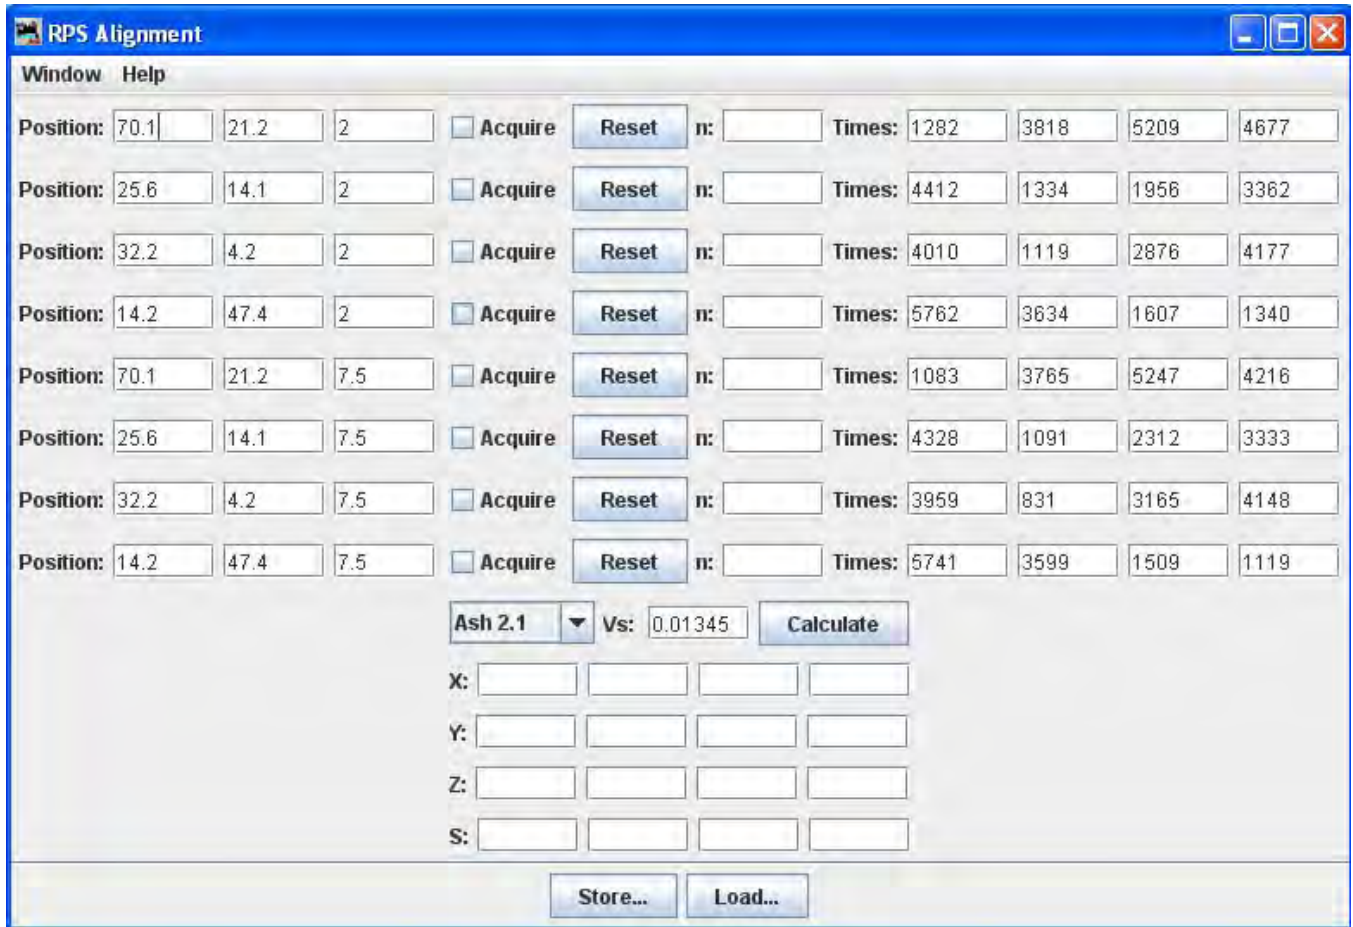 RPS Alignment
Window Help
Position: 70.1 21.2 2 Acquire Reset n: Times: 1282 3818 5209 4677
Position: 25.6 14.1 2 Acquire Reset n: Times: 4412 1334 1956 3362
Position: 32.2 4.2 2 Acquire Reset n: Times: 4010 1119 2876 4177
Position: 14.2 47.4 2 Acquire Reset n: Times: 5762 3634 1607 1340
Position: 70.1 21.2 7.5 Acquire Reset n: Times: 1083 3765 5247 4216
Position: 25.6 14.1 7.5 Acquire Reset n: Times: 4328 1091 2312 3333
Position: 32.2 4.2 7.5 Acquire Reset n: Times: 3959 831 3165 4148
Position: 14.2 47.4 7.5 Acquire Reset n: Times: 5741 3599 1509 1119
Ash 2.1 Vs: 0.01345 Calculate
X:
Y:
Z:
S:
Store... Load...